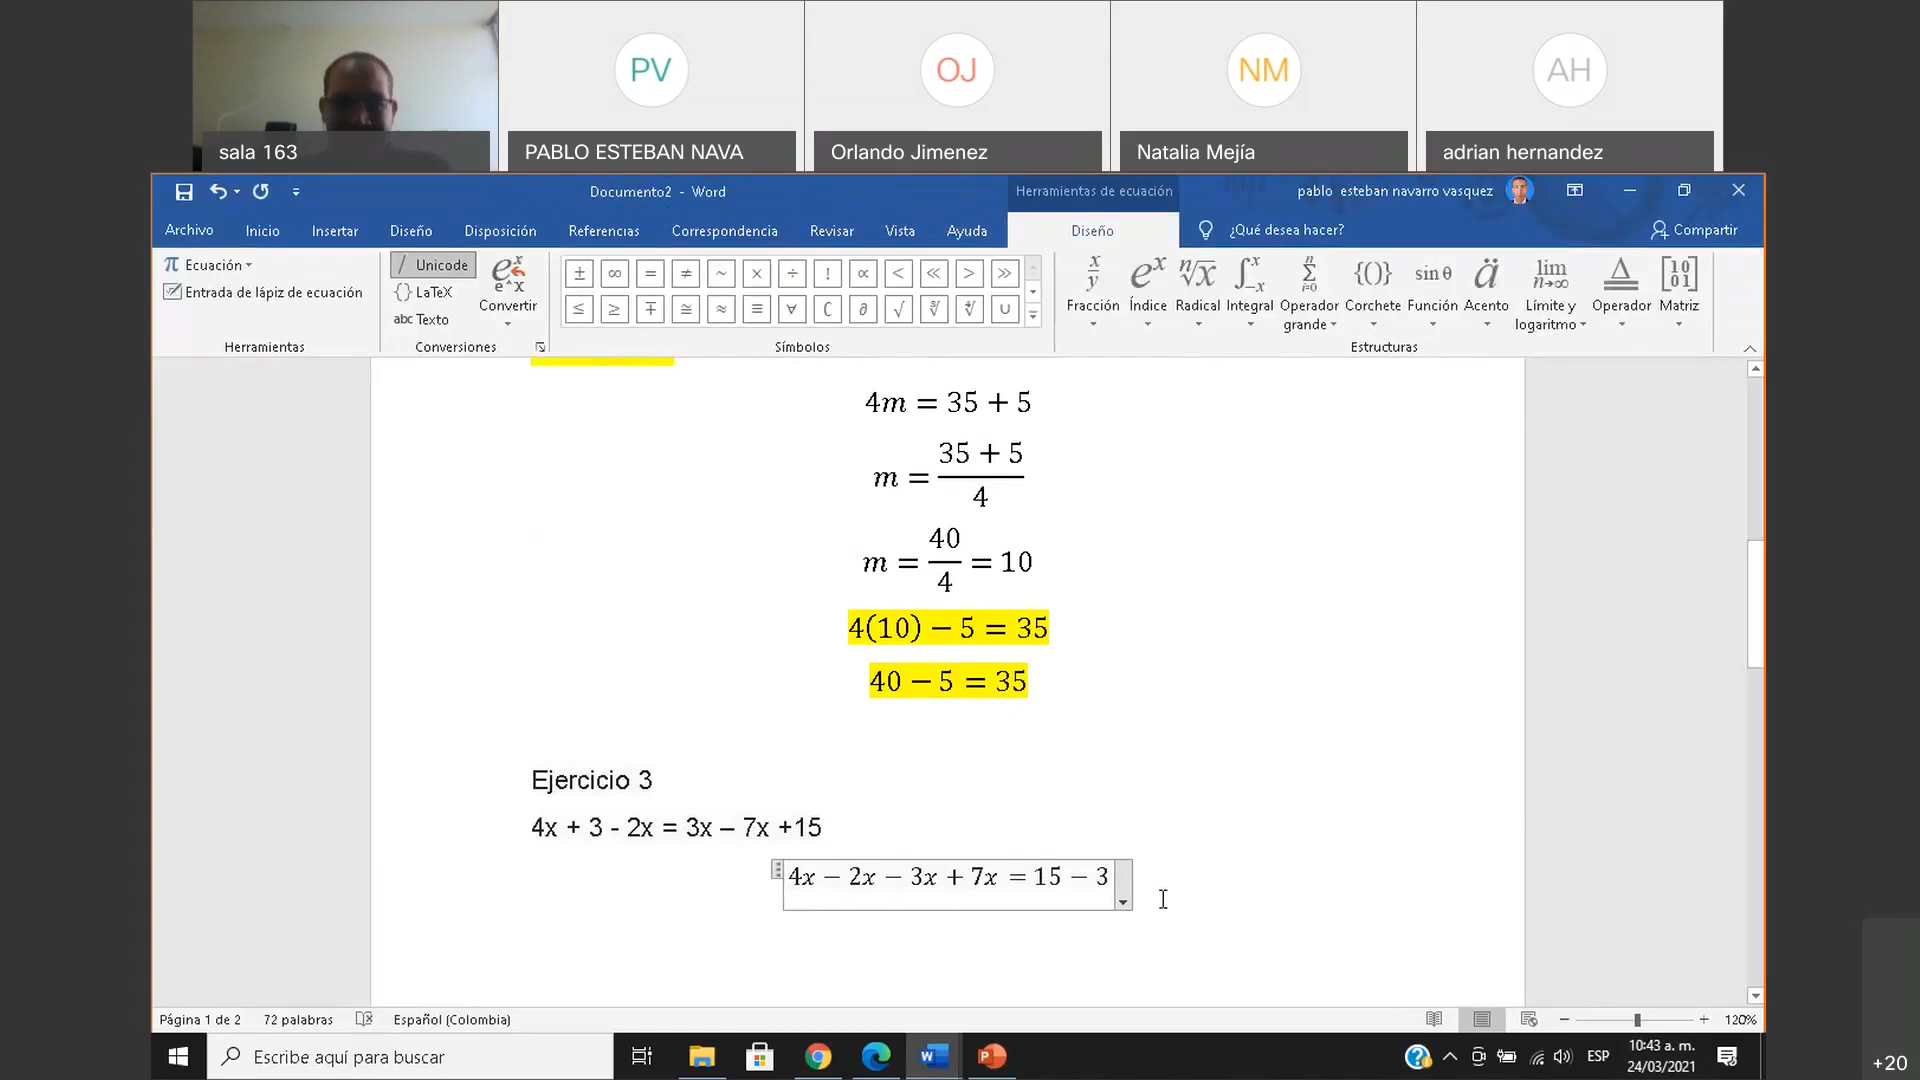 PV
OJ
NM
AH
sala 163
PABLO ESTEBAN NAVA
Orlando Jimenez
Natalia Mejía
adrian hernandez
Documento2 - Word
Herramientas de ecuación
pablo esteban navarro vasquez
Archivo
Inicio
Insertar
Diseño
Disposición
Referencias
Correspondencia
Revisar
Vista
Ayuda
Diseño
¿Qué desea hacer?
Compartir
π Ecuación
Entrada de lápiz de ecuación
Herramientas
/ Unicode
{} LaTeX
abc Texto
Convertir
Conversiones
± ∞ = ≠ ~ × ÷ ! ∝ < ≪ > ≫
≤ ≥ ∓ ≅ ≈ ≡ ∀ ∁ ∂ √ ∛ ∜ ∪
Símbolos
Fracción
Índice
Radical
Integral
Operador grande
Corchete
Función
Acento
Límite y logaritmo
Operador
Matriz
Estructuras
4m = 35 + 5
m = (35 + 5)/4
m = 40/4 = 10
4(10) − 5 = 35
40 − 5 = 35
Ejercicio 3
4x + 3 - 2x = 3x – 7x +15
4x − 2x − 3x + 7x = 15 − 3
Página 1 de 2
72 palabras
Español (Colombia)
120%
Escribe aquí para buscar
ESP
10:43 a. m.
24/03/2021
+20